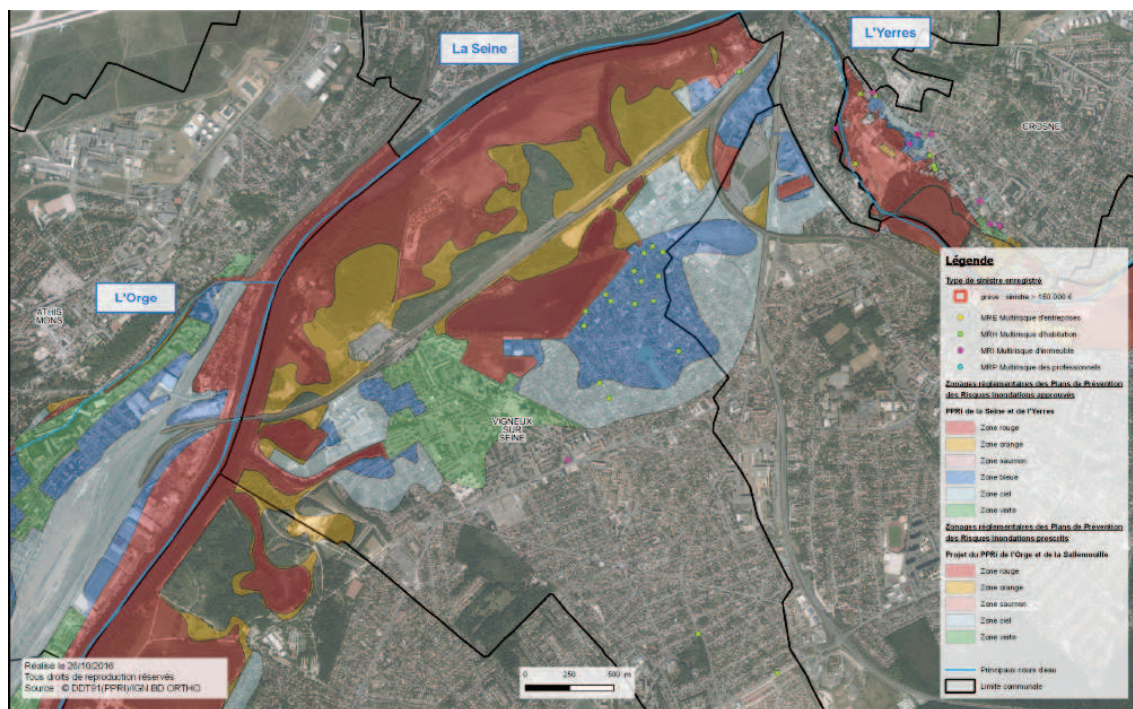 La Seine
L'Yerres
CROSNE
L'Orge
ATHIS
MONS
VIGNEUX
SUR
SEINE
Légende
Type de sinistre enregistré
grave : sinistre > 150 000 €
MRE Multirisque d'entreprises
MRH Multirisque d'habitation
MRI Multirisque d'immeuble
MRP Multirisque des professionnels
Zonages réglementaires des Plans de Prévention
des Risques Inondations approuvés
PPRI de la Seine et de l'Yerres
Zone rouge
Zone orange
Zone saumon
Zone bleue
Zone ciel
Zone verte
Zonages réglementaires des Plans de Prévention
des Risques Inondations prescrits
Projet du PPRI de l'Orge et de la Sallemouille
Zone rouge
Zone orange
Zone saumon
Zone ciel
Zone verte
Principaux cours d'eau
Limite communale
Réalisé le 26/10/2016
Tous droits de reproduction réservés
Source : © DDT91(PPRI)/IGN BD ORTHO
0 250 500 m